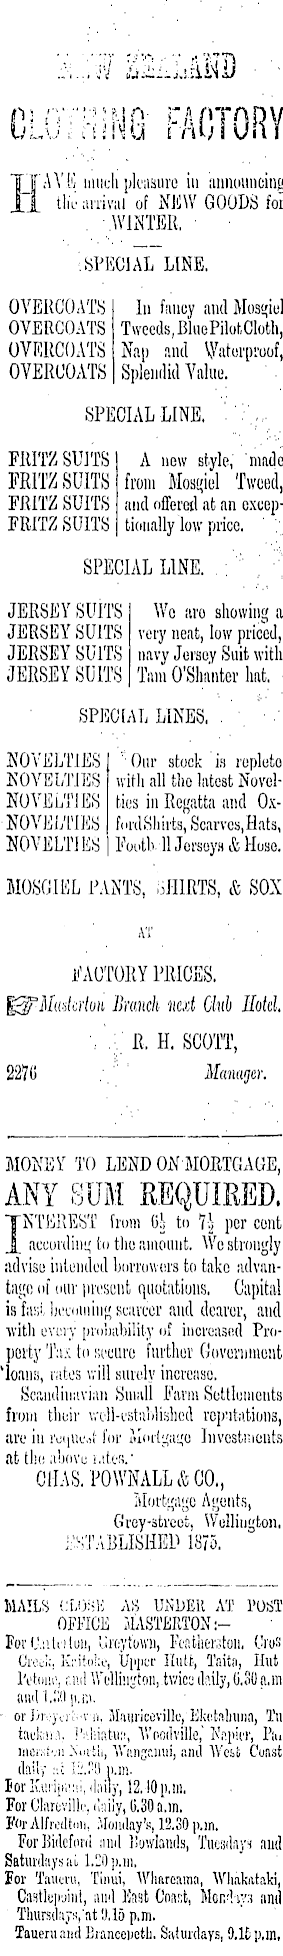 NEW ZEALAND
CLOTHING FACTORY
HAVE much pleasure in announcing
the arrival of NEW GOODS for
WINTER.
SPECIAL LINE.
OVERCOATS | In fancy and Mosgiel
OVERCOATS | Tweeds, Blue Pilot Cloth,
OVERCOATS | Nap and Waterproof,
OVERCOATS | Splendid Value.
SPECIAL LINE.
FRITZ SUITS | A new style, made
FRITZ SUITS | from Mosgiel Tweed,
FRITZ SUITS | and offered at an excep-
FRITZ SUITS | tionally low price.
SPECIAL LINE.
JERSEY SUITS | We are showing a
JERSEY SUITS | very neat, low priced,
JERSEY SUITS | navy Jersey Suit with
JERSEY SUITS | Tam O'Shanter hat.
SPECIAL LINES.
NOVELTIES | Our stock is replete
NOVELTIES | with all the latest Novel-
NOVELTIES | ties in Regatta and Ox-
NOVELTIES | ford Shirts, Scarves, Hats,
NOVELTIES | Footb ll Jerseys & Hose.
MOSGIEL PANTS, SHIRTS, & SOX
AT
FACTORY PRICES.
☞ Masterton Branch next Club Hotel.
R. H. SCOTT,
2276 Manager.
MONEY TO LEND ON MORTGAGE,
ANY SUM REQUIRED.
INTEREST from 6½ to 7½ per cent
according to the amount. We strongly
advise intended borrowers to take advan-
tage of our present quotations. Capital
is fast becoming scarcer and dearer, and
with every probability of increased Pro-
perty Tax to secure further Government
loans, rates will surely increase.
Scandinavian Small Farm Settlements
from their well-established reputations,
are in request for Mortgage Investments
at the above rates.
CHAS. POWNALL & CO.,
Mortgage Agents,
Grey-street, Wellington.
ESTABLISHED 1875.
MAILS CLOSE AS UNDER AT POST
OFFICE MASTERTON:—
For Carterton, Greytown, Featherston, Cros
Creek, Kaitoke, Upper Hutt, Taita, Hut
Petone, and Wellington, twice daily, 6.30 a.m
and p.m.
or Mauriceville, Eketahuna, Tu
Pahiatua, Woodville, Napier, Pal
merston North, Wanganui, and West Coast
daily at p.m.
For daily, 12.40 p.m.
For Clareville, daily, 6.30 a.m.
For Alfredton, Monday's, 12.30 p.m.
For Bideford and Bowlands, Tuesdays and
Saturdays at 1.20 p.m.
For Taueru, Tinui, Whareama, Whakataki,
Castlepoint, and East Coast, Mondays and
Thursdays, at 9.15 p.m.
Taueru and Brancepeth. Saturdays, 9.15 p.m.